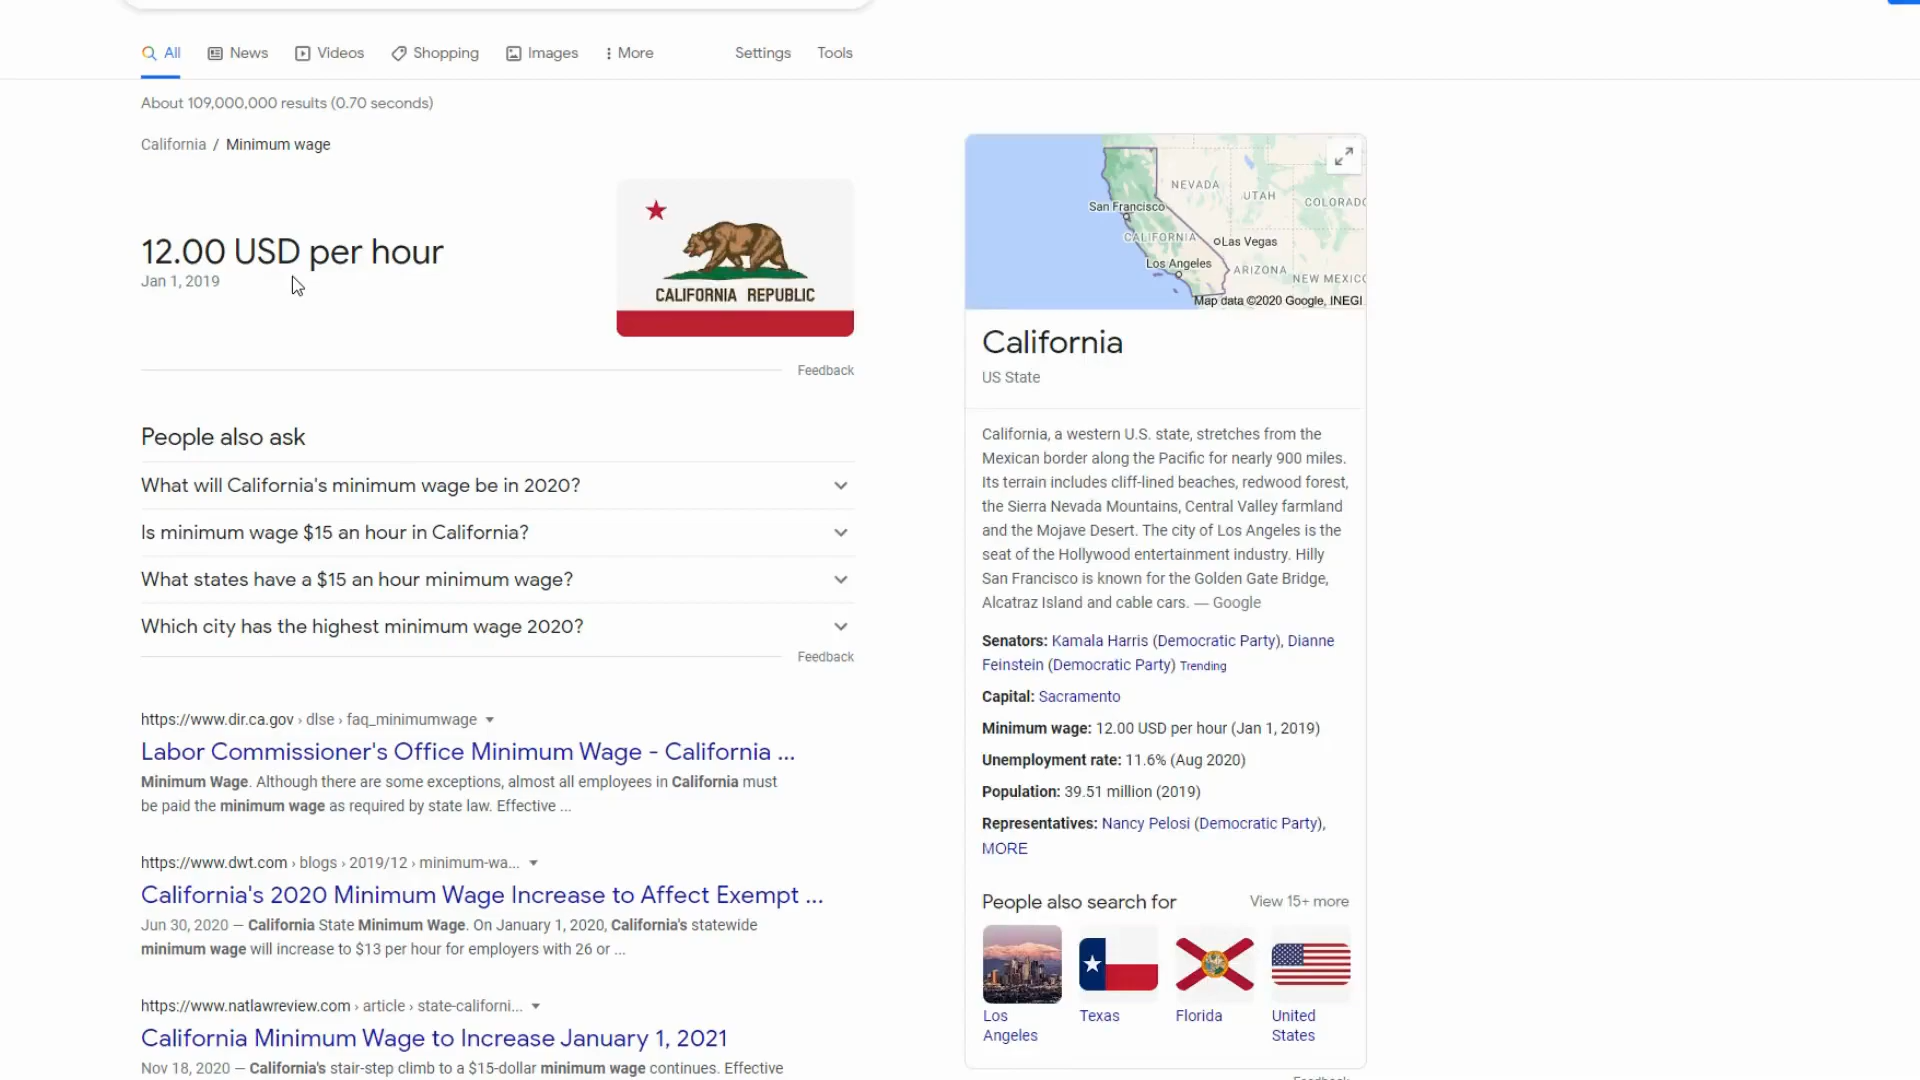 All
News
Videos
Shopping
Images
More
Settings
Tools
About 109,000,000 results (0.70 seconds)
California / Minimum wage
12.00 USD per hour
Jan 1, 2019
CALIFORNIA REPUBLIC
Feedback
People also ask
What will California's minimum wage be in 2020?
Is minimum wage $15 an hour in California?
What states have a $15 an hour minimum wage?
Which city has the highest minimum wage 2020?
Feedback
https://www.dir.ca.gov › dlse › faq_minimumwage
Labor Commissioner's Office Minimum Wage - California ...
Minimum Wage. Although there are some exceptions, almost all employees in California must
be paid the minimum wage as required by state law. Effective ...
https://www.dwt.com › blogs › 2019/12 › minimum-wa...
California's 2020 Minimum Wage Increase to Affect Exempt ...
Jun 30, 2020 — California State Minimum Wage. On January 1, 2020, California's statewide
minimum wage will increase to $13 per hour for employers with 26 or ...
https://www.natlawreview.com › article › state-californi...
California Minimum Wage to Increase January 1, 2021
Nov 18, 2020 — California's stair-step climb to a $15-dollar minimum wage continues. Effective
NEVADA
UTAH
COLORAD
San Francisco
CALIFORNIA
Las Vegas
Los Angeles
ARIZONA
NEW MEXIC
Map data ©2020 Google, INEGI
California
US State
California, a western U.S. state, stretches from the
Mexican border along the Pacific for nearly 900 miles.
Its terrain includes cliff-lined beaches, redwood forest,
the Sierra Nevada Mountains, Central Valley farmland
and the Mojave Desert. The city of Los Angeles is the
seat of the Hollywood entertainment industry. Hilly
San Francisco is known for the Golden Gate Bridge,
Alcatraz Island and cable cars. — Google
Senators: Kamala Harris (Democratic Party), Dianne
Feinstein (Democratic Party) Trending
Capital: Sacramento
Minimum wage: 12.00 USD per hour (Jan 1, 2019)
Unemployment rate: 11.6% (Aug 2020)
Population: 39.51 million (2019)
Representatives: Nancy Pelosi (Democratic Party),
MORE
People also search for
View 15+ more
Los
Angeles
Texas
Florida
United
States